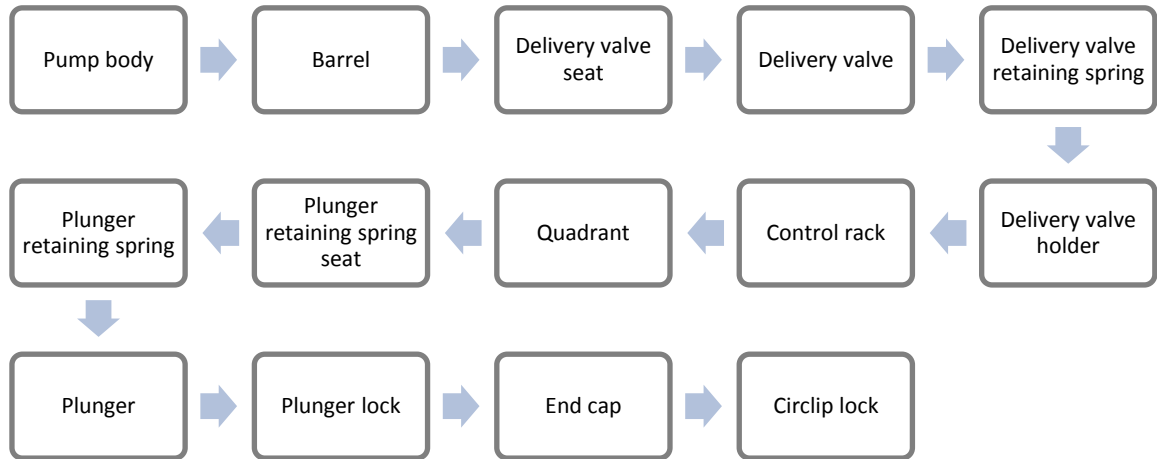 Pump body
Barrel
Delivery valve
seat
Delivery valve
Delivery valve
retaining spring
Delivery valve
holder
Control rack
Quadrant
Plunger
retaining spring
seat
Plunger
retaining spring
Plunger
Plunger lock
End cap
Circlip lock